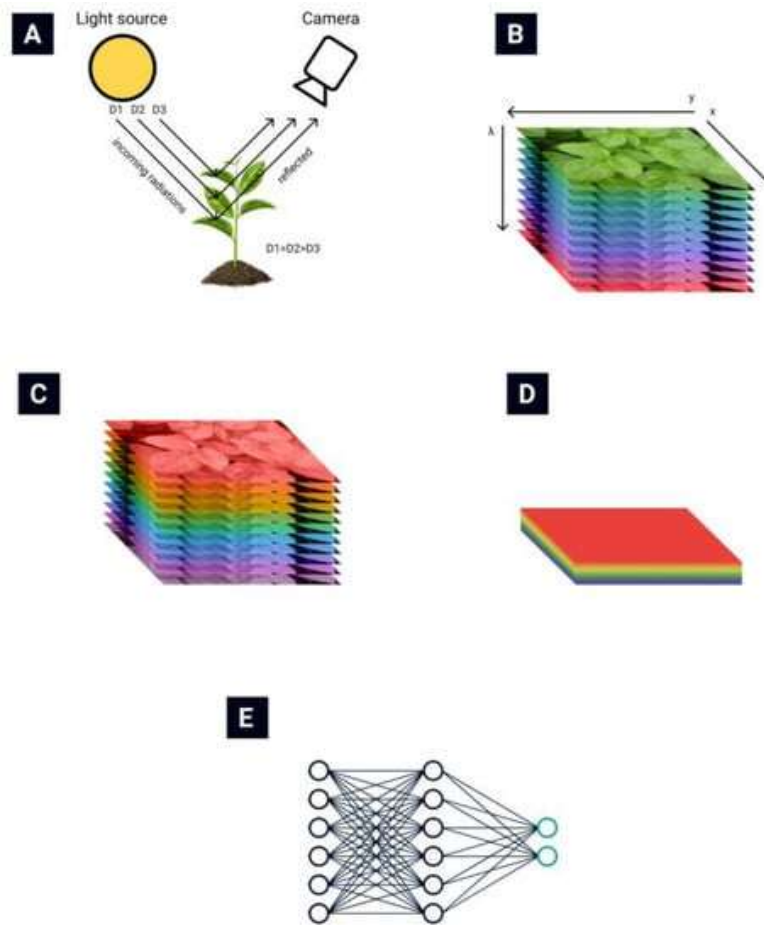 A
Light source
Camera
D1 D2 D3
incoming radiations
reflected
D1>D2>D3
B
y
x
λ
C
D
E